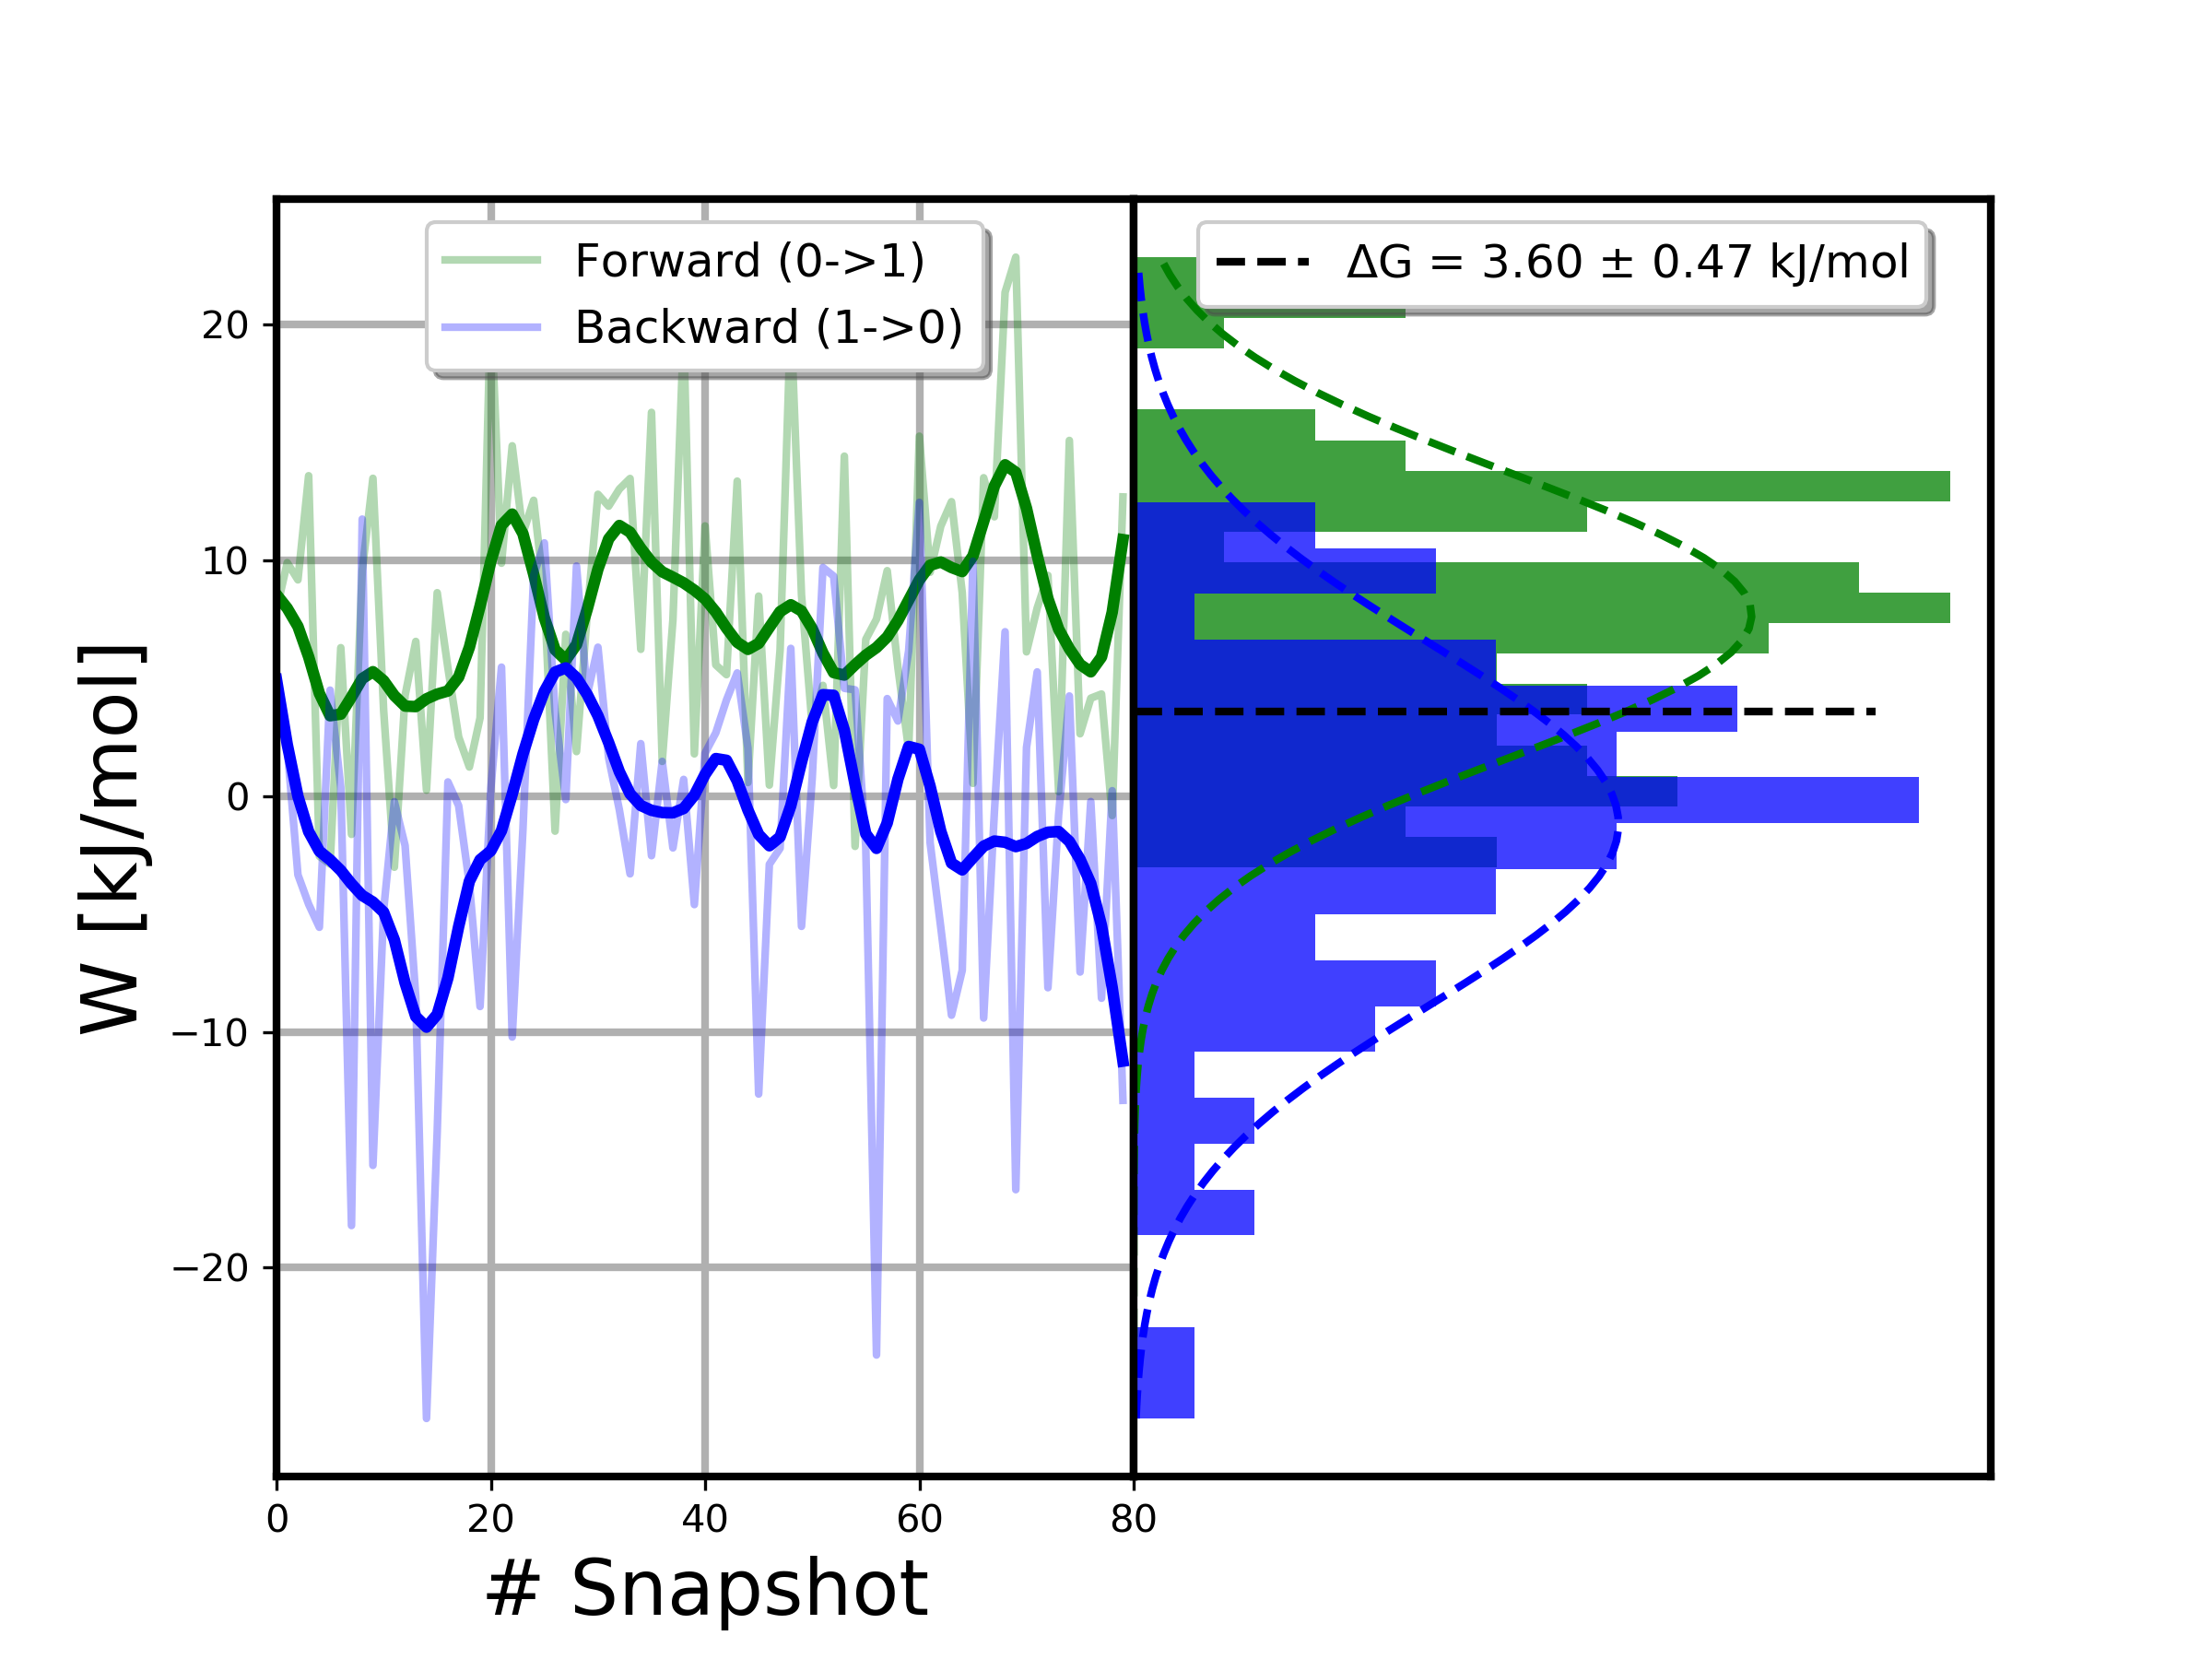 Forward (0->1)
Backward (1->0)
ΔG = 3.60 ± 0.47 kJ/mol
W [kJ/mol]
20
10
0
−10
−20
0 20 40 60 80
# Snapshot